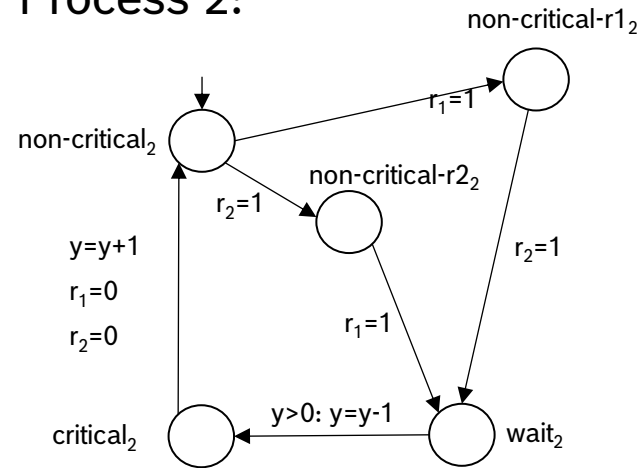 Process 2:
non-critical-r1₂
r₁=1
non-critical₂
non-critical-r2₂
r₂=1
y=y+1
r₁=0
r₂=0
r₂=1
r₁=1
y>0: y=y-1
critical₂
wait₂